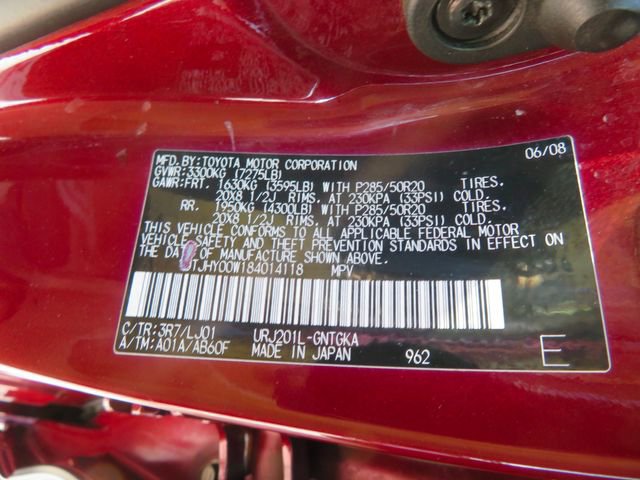 MFD. BY: TOYOTA MOTOR CORPORATION 06/08
GVWR: 3300KG (7275LB)
GAWR: FRT. 1630KG (3595LB) WITH P285/50R20 TIRES.
20X8 1/2J RIMS, AT 230KPA (33PSI) COLD.
RR. 1950KG (4300LB) WITH P285/50R20 TIRES.
20X8 1/2J RIMS, AT 230KPA (33PSI) COLD.
THIS VEHICLE CONFORMS TO ALL APPLICABLE FEDERAL MOTOR
VEHICLE SAFETY AND THEFT PREVENTION STANDARDS IN EFFECT ON
THE DATE OF MANUFACTURE SHOWN ABOVE.
JTJHY00W184014118 MPV
C/TR: 3R7/LJ01 URJ201L-GNTGKA
A/TM: A01A/AB60F MADE IN JAPAN 962 E